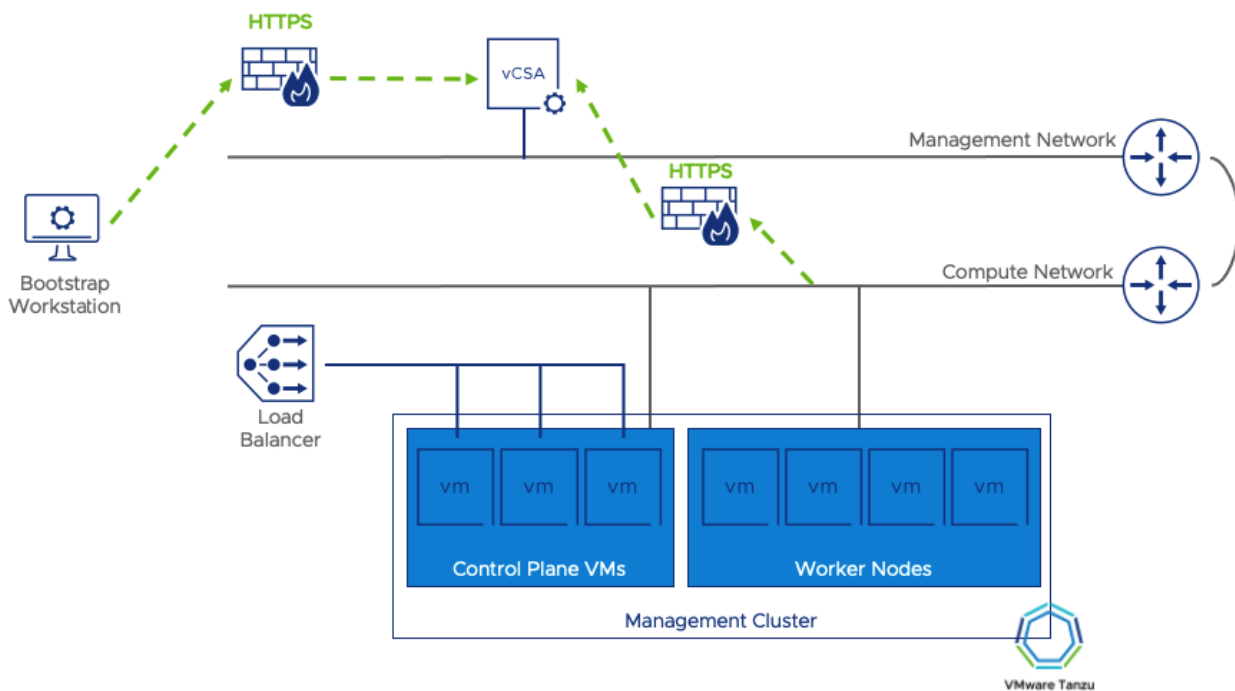 HTTPS
vCSA
Management Network
HTTPS
Bootstrap
Workstation
Compute Network
Load
Balancer
vm
vm
vm
vm
vm
vm
vm
Control Plane VMs
Worker Nodes
Management Cluster
VMware Tanzu